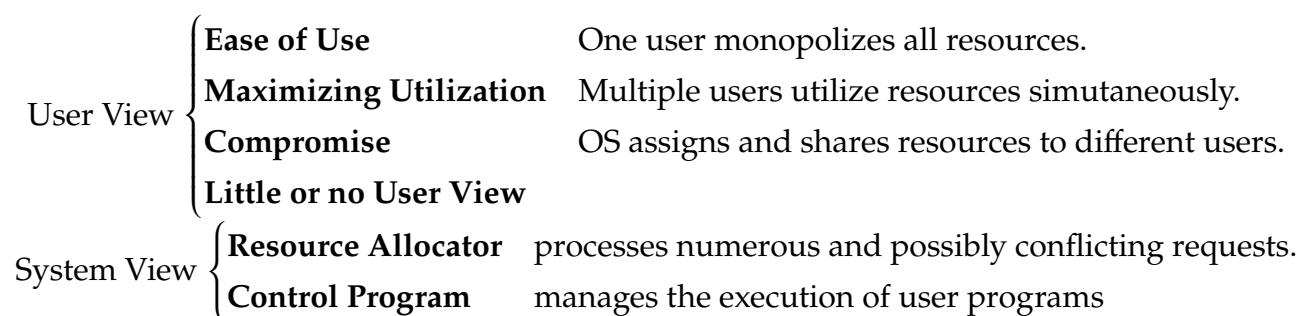 Ease of Use One user monopolizes all resources.
Maximizing Utilization Multiple users utilize resources simutaneously.
User View
Compromise OS assigns and shares resources to different users.
Little or no User View
Resource Allocator processes numerous and possibly conflicting requests.
System View
Control Program manages the execution of user programs